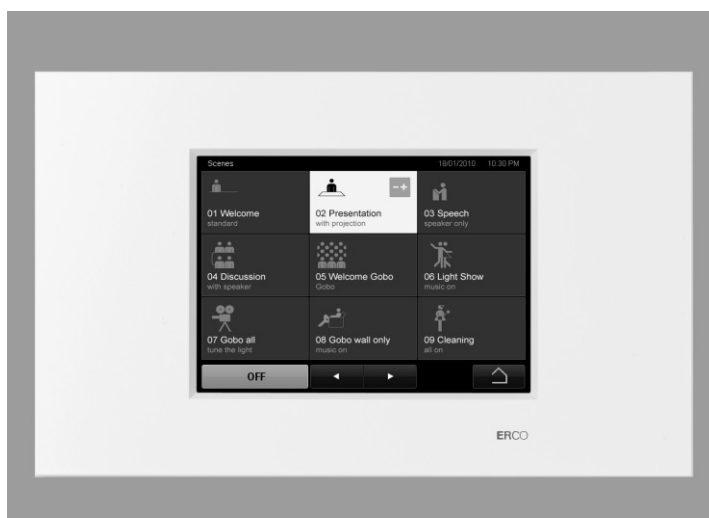 Scenes 18/01/2010 10.30 PM
01 Welcome
standard
02 Presentation
with projection
03 Speech
speaker only
04 Discussion
with speaker
05 Welcome Gobo
Gobo
06 Light Show
music on
07 Gobo all
tune the light
08 Gobo wall only
music on
09 Cleaning
all on
OFF
ERCO